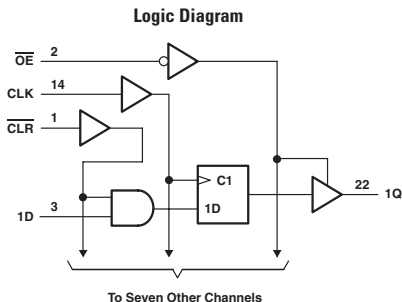 Logic Diagram
OE 2
CLK 14
CLR 1
1D 3
C1
1D
22 1Q
To Seven Other Channels